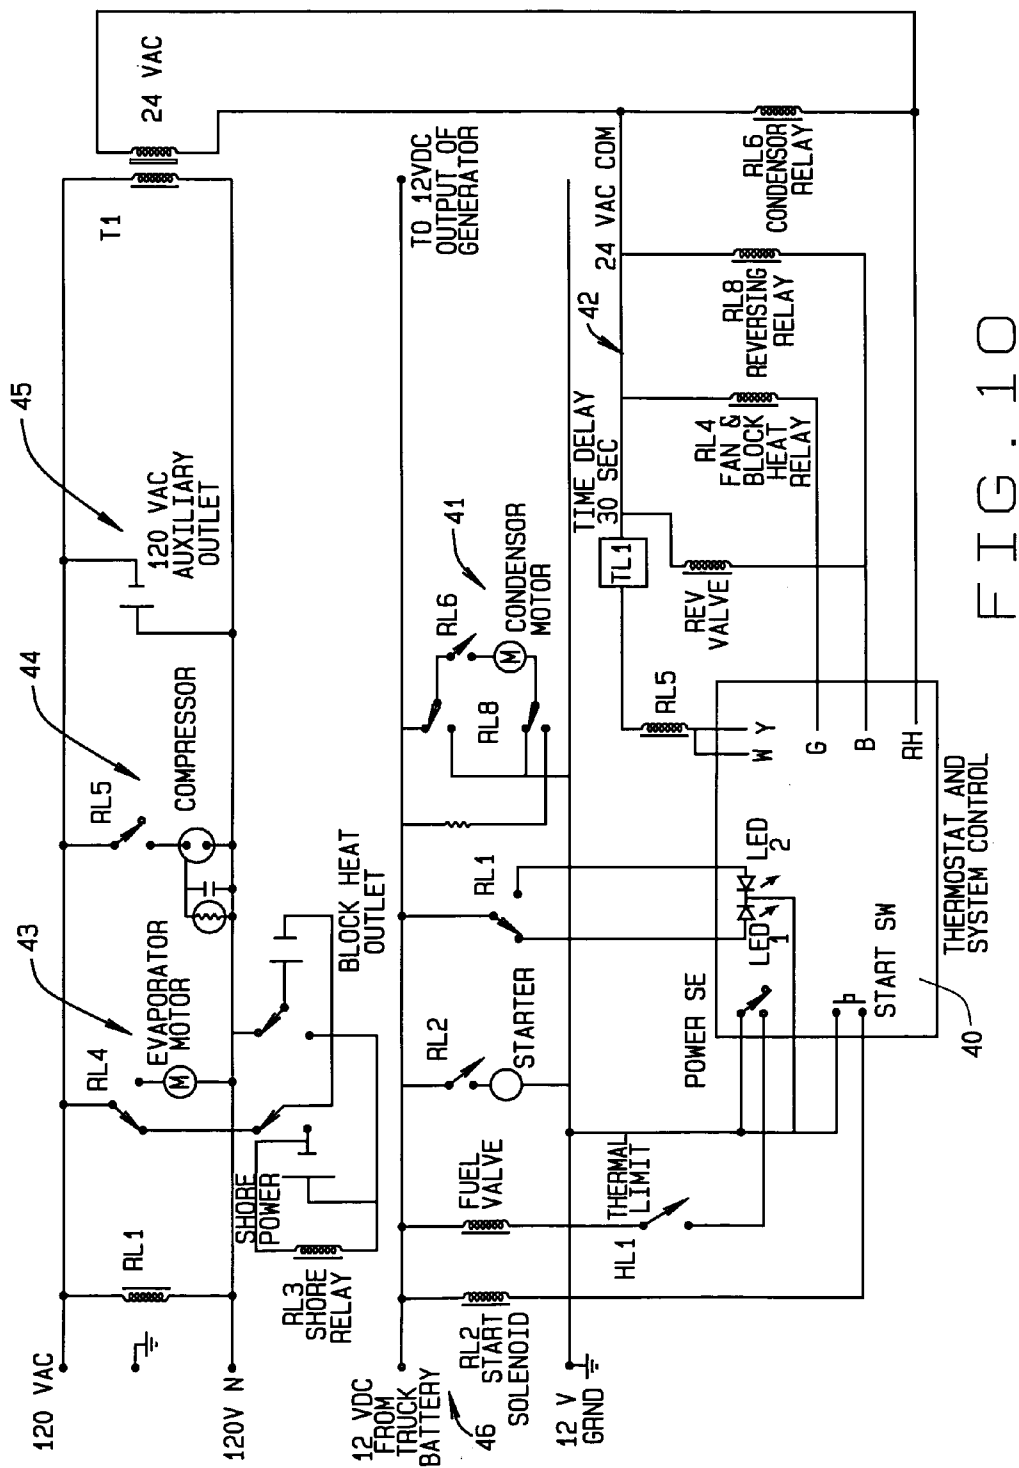 120 VAC
RL1
RL4
EVAPORATOR
MOTOR
43
RL5
COMPRESSOR
44
120 VAC
AUXILIARY
OUTLET
45
T1
24 VAC
120V N
SHORE
POWER
RL3
SHORE
RELAY
BLOCK HEAT
OUTLET
M
12 VDC
FROM
TRUCK
BATTERY
46
TO 12VDC
OUTPUT OF
GENERATOR
RL2
START
SOLENOID
FUEL
VALVE
RL2
STARTER
RL1
RL8
RL6
M
CONDENSOR
MOTOR
41
12 V
GRND
HL1
THERMAL
LIMIT
TIME DELAY
30 SEC
TL1
42
24 VAC COM
RL5
REV
VALVE
RL4
FAN &
BLOCK
HEAT
RELAY
RL8
REVERSING
RELAY
RL6
CONDENSOR
RELAY
POWER SE
LED
1
LED
2
START SW
W
Y
G
B
RH
THERMOSTAT AND
SYSTEM CONTROL
40
FIG. 10